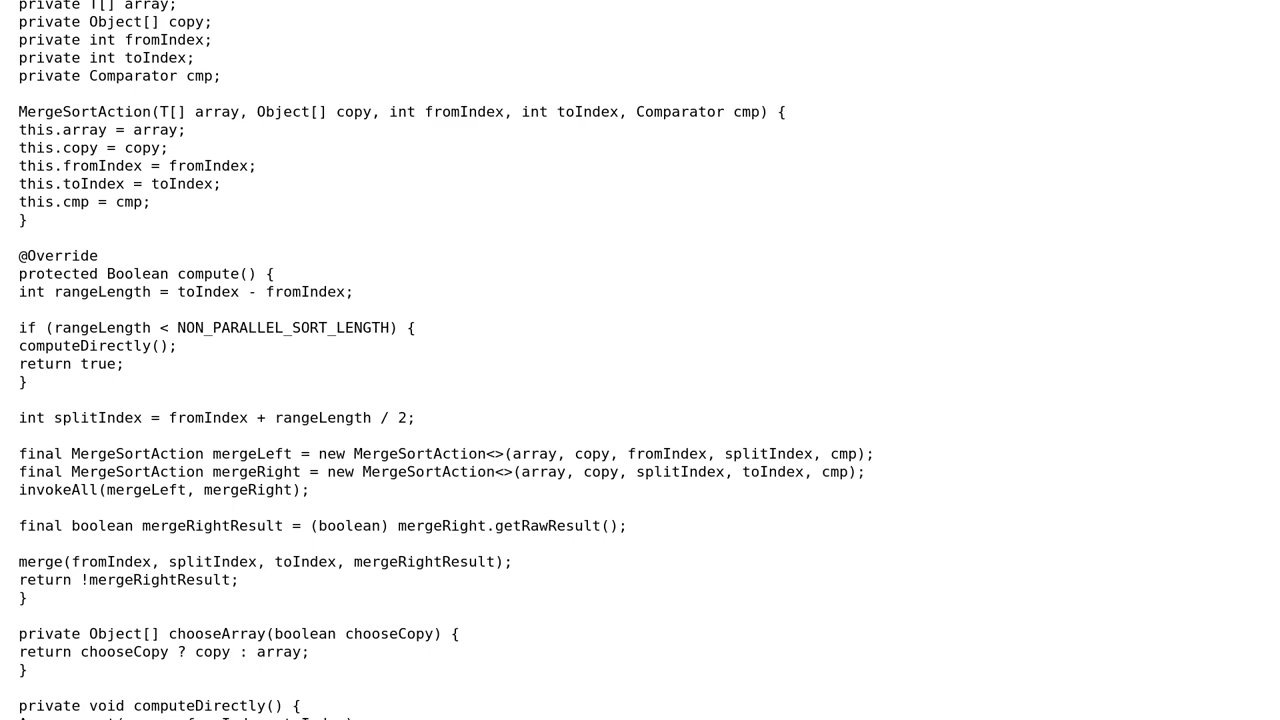 private T[] array;
private Object[] copy;
private int fromIndex;
private int toIndex;
private Comparator cmp;
MergeSortAction(T[] array, Object[] copy, int fromIndex, int toIndex, Comparator cmp) {
this.array = array;
this.copy = copy;
this.fromIndex = fromIndex;
this.toIndex = toIndex;
this.cmp = cmp;
}
@Override
protected Boolean compute() {
int rangeLength = toIndex - fromIndex;
if (rangeLength < NON_PARALLEL_SORT_LENGTH) {
computeDirectly();
return true;
}
int splitIndex = fromIndex + rangeLength / 2;
final MergeSortAction mergeLeft = new MergeSortAction<>(array, copy, fromIndex, splitIndex, cmp);
final MergeSortAction mergeRight = new MergeSortAction<>(array, copy, splitIndex, toIndex, cmp);
invokeAll(mergeLeft, mergeRight);
final boolean mergeRightResult = (boolean) mergeRight.getRawResult();
merge(fromIndex, splitIndex, toIndex, mergeRightResult);
return !mergeRightResult;
}
private Object[] chooseArray(boolean chooseCopy) {
return chooseCopy ? copy : array;
}
private void computeDirectly() {